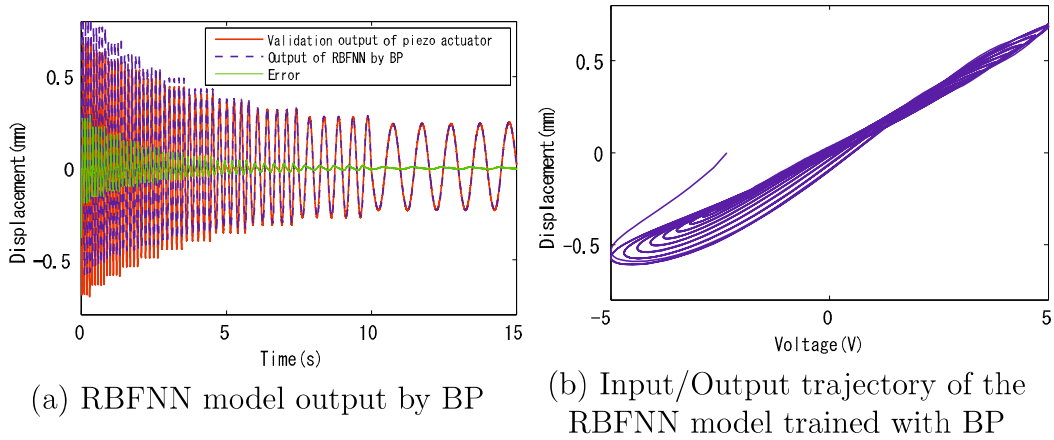 Validation output of piezo actuator
Output of RBFNN by BP
Error
0.5
0
-0.5
Displacement(mm)
0 5 10 15
Time(s)
(a) RBFNN model output by BP
0.5
0
-0.5
Displacement(mm)
-5 0 5
Voltage(V)
(b) Input/Output trajectory of the
RBFNN model trained with BP